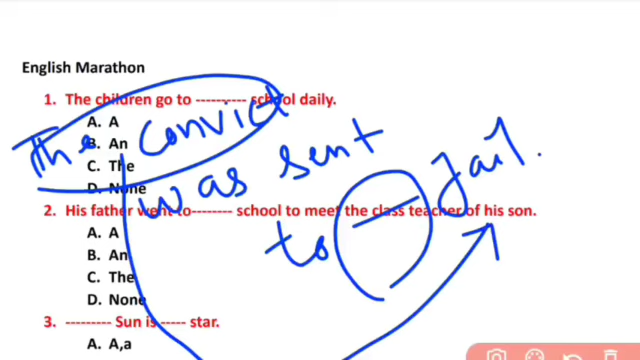 English Marathon
1. The children go to ---------- school daily.
A. A
B. An
C. The
D. None
The convict
was sent
to — jail.
2. His father went to-------- school to meet the class teacher of his son.
A. A
B. An
C. The
D. None
3. --------- Sun is ----- star.
A. A,a